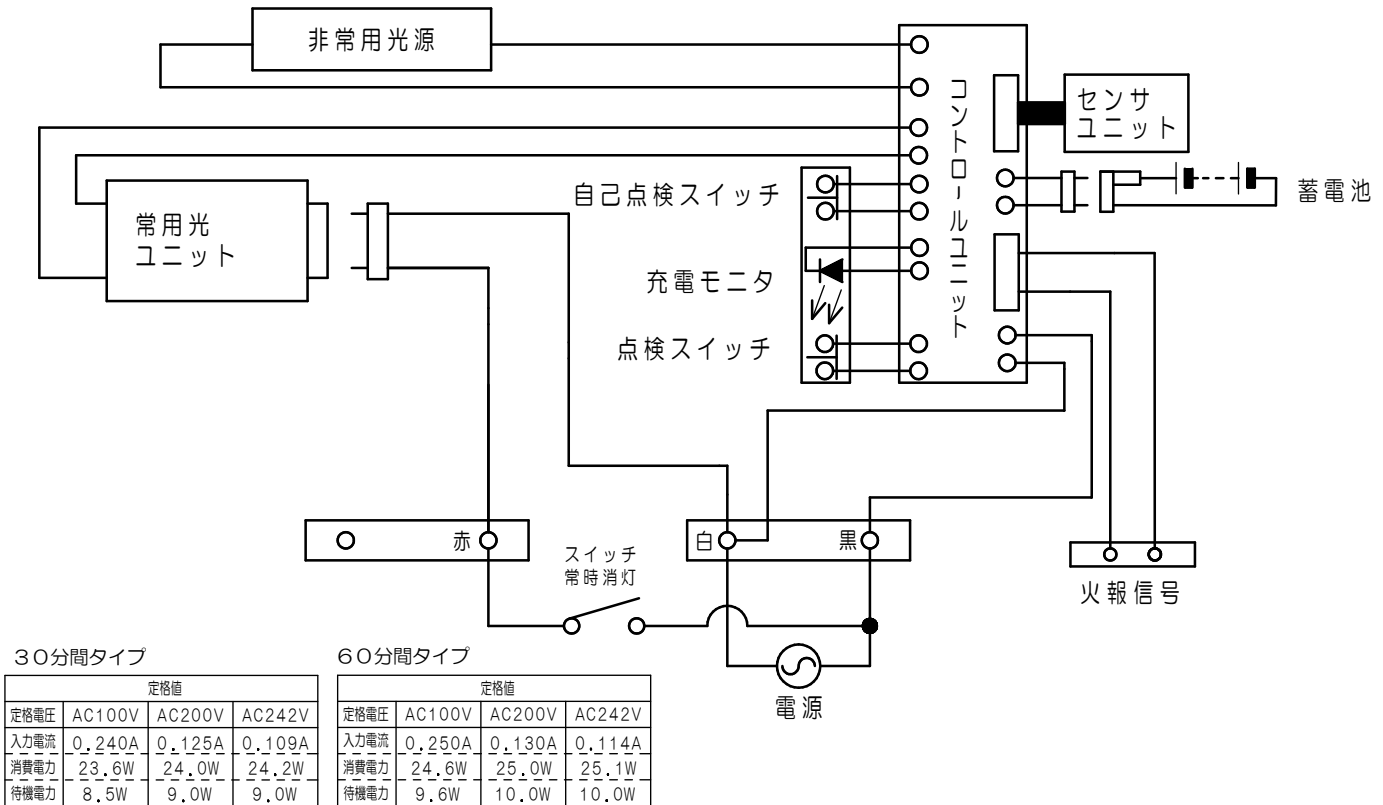 非常用光源
コントロールユニット
センサ
ユニット
自己点検スイッチ
蓄電池
常用光
ユニット
充電モニタ
点検スイッチ
赤
スイッチ
常時消灯
白
黒
火報信号
電源
30分間タイプ
定格値
定格電圧 AC100V AC200V AC242V
入力電流 0.240A 0.125A 0.109A
消費電力 23.6W 24.0W 24.2W
待機電力 8.5W 9.0W 9.0W
60分間タイプ
定格値
定格電圧 AC100V AC200V AC242V
入力電流 0.250A 0.130A 0.114A
消費電力 24.6W 25.0W 25.1W
待機電力 9.6W 10.0W 10.0W